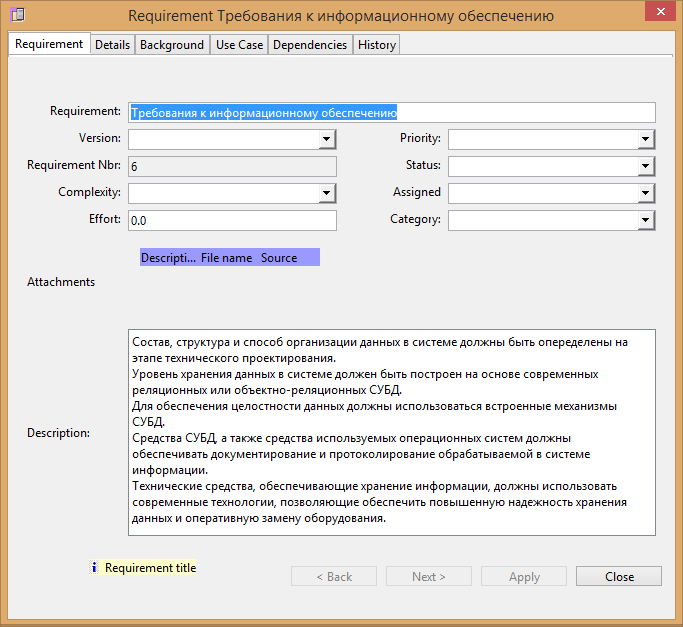 Requirement Требования к информационному обеспечению
Requirement Details Background Use Case Dependencies History
Requirement: Требования к информационному обеспечению
Version: Priority:
Requirement Nbr: 6 Status:
Complexity: Assigned
Effort: 0.0 Category:
Descripti... File name Source
Attachments
Состав, структура и способ организации данных в системе должны быть опеределены на
этапе технического проектирования.
Уровень хранения данных в системе должен быть построен на основе современных
реляционных или объектно-реляционных СУБД.
Для обеспечения целостности данных должны использоваться встроенные механизмы
СУБД.
Description:
Средства СУБД, а также средства используемых операционных систем должны
обеспечивать документирование и протоколирование обрабатываемой в системе
информации.
Технические средства, обеспечивающие хранение информации, должны использовать
современные технологии, позволяющие обеспечить повышенную надежность хранения
данных и оперативную замену оборудования.
Requirement title
< Back Next > Apply Close